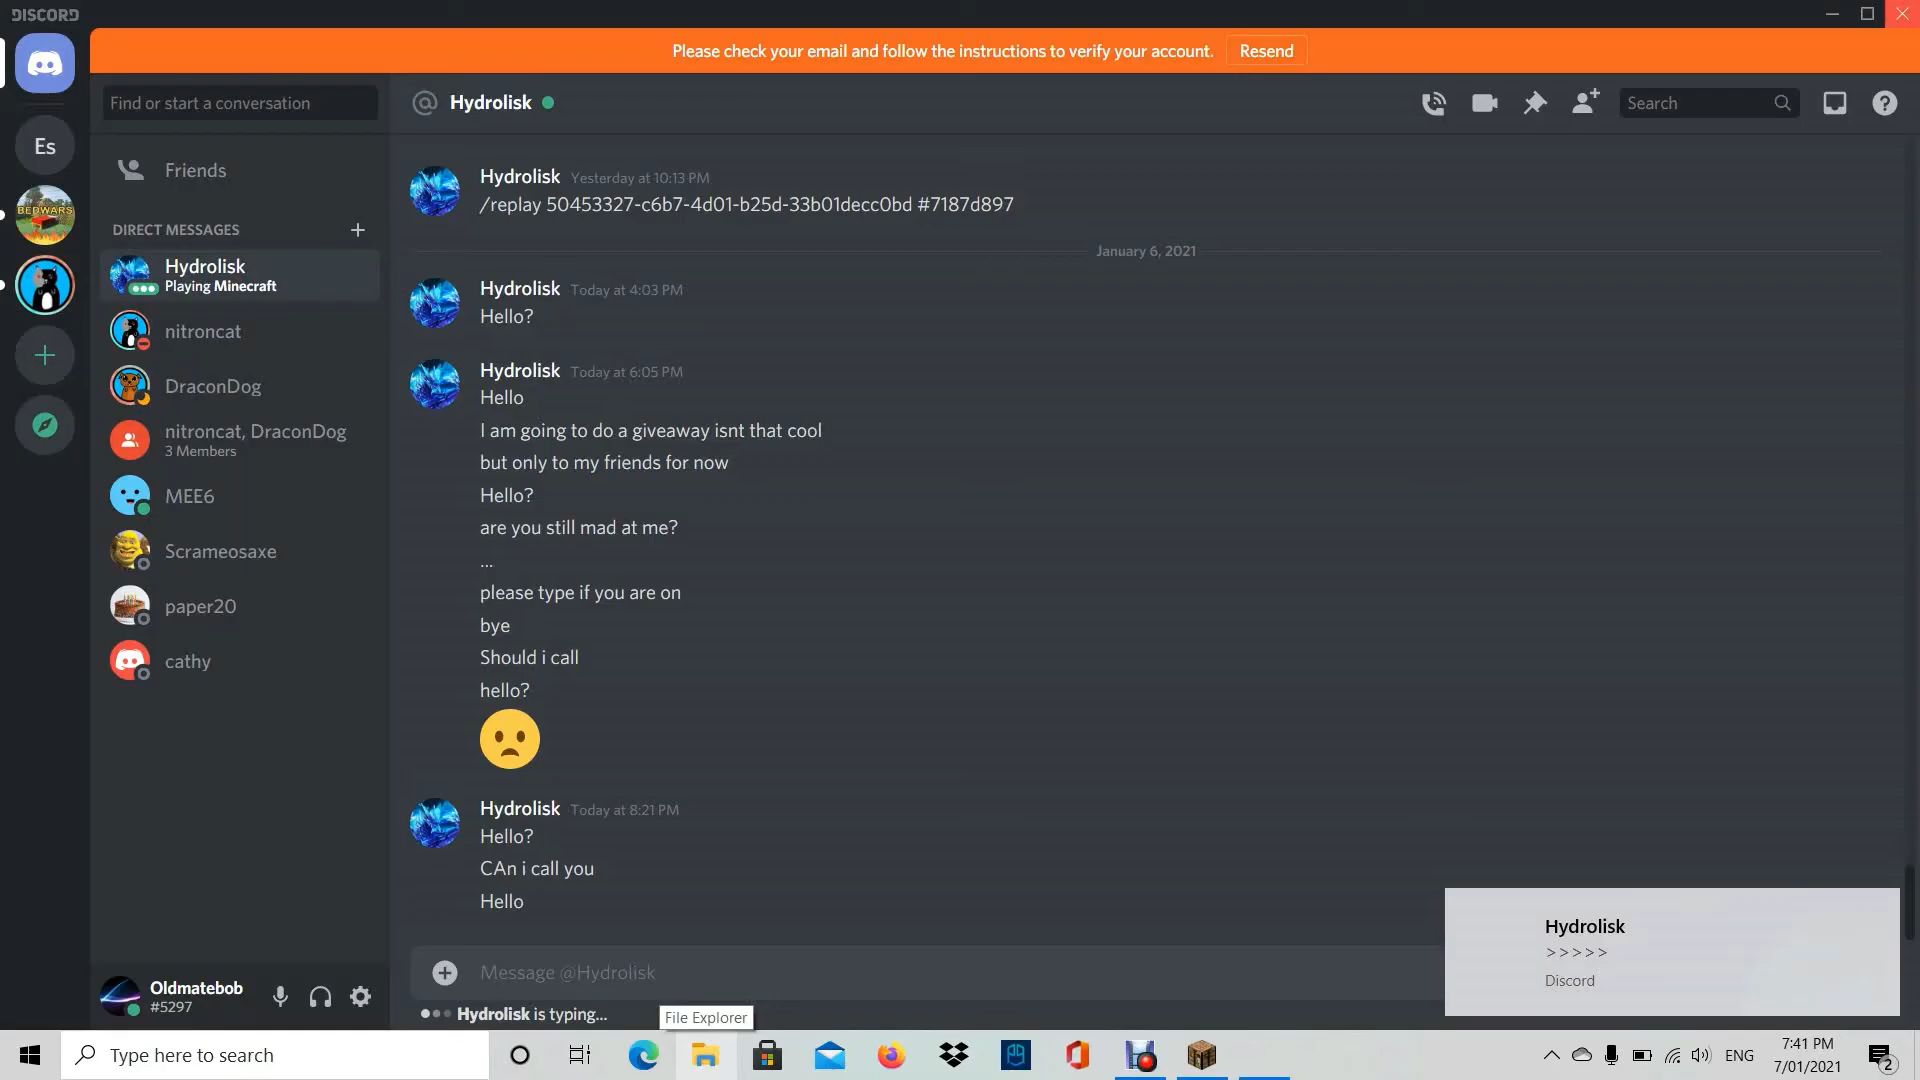 DISCORD
Please check your email and follow the instructions to verify your account. Resend
Find or start a conversation
Hydrolisk
Search
Es
BEDWARS
Friends
DIRECT MESSAGES
Hydrolisk
Playing Minecraft
nitroncat
DraconDog
nitroncat, DraconDog
3 Members
MEE6
Scrameosaxe
paper20
cathy
Oldmatebob
#5297
Hydrolisk Yesterday at 10:13 PM
/replay 50453327-c6b7-4d01-b25d-33b01decc0bd #7187d897
January 6, 2021
Hydrolisk Today at 4:03 PM
Hello?
Hydrolisk Today at 6:05 PM
Hello
I am going to do a giveaway isnt that cool
but only to my friends for now
Hello?
are you still mad at me?
...
please type if you are on
bye
Should i call
hello?
Hydrolisk Today at 8:21 PM
Hello?
CAn i call you
Hello
Message @Hydrolisk
Hydrolisk is typing...
File Explorer
Hydrolisk
>>>>>
Discord
Type here to search
ENG
7:41 PM
7/01/2021
2